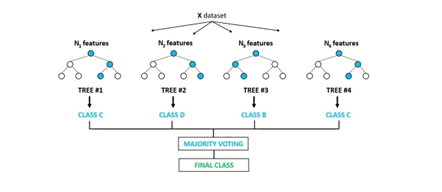 X dataset
N₁ features N₂ features N₃ features N₄ features
TREE #1 TREE #2 TREE #3 TREE #4
CLASS C CLASS D CLASS B CLASS C
MAJORITY VOTING
FINAL CLASS